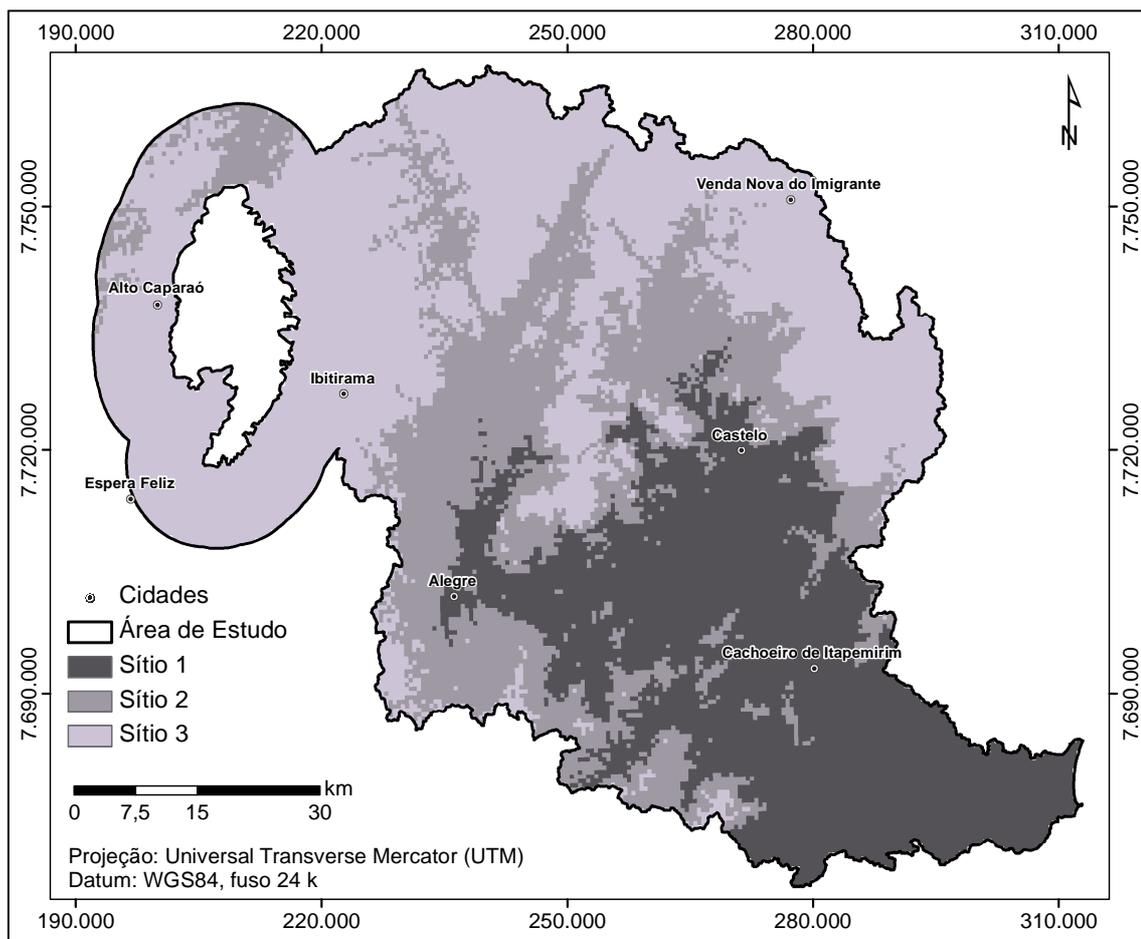 190.000 220.000 250.000 280.000 310.000
N
Venda Nova do Imigrante
7.750.000 7.750.000
Alto Caparaó
Ibitirama
Castelo
7.720.000 7.720.000
Espera Feliz
Alegre
Cidades
Área de Estudo
Cachoeiro de Itapemirim
Sítio 1
7.690.000 7.690.000
Sítio 2
Sítio 3
km
0 7,5 15 30
Projeção: Universal Transverse Mercator (UTM)
Datum: WGS84, fuso 24 k
190.000 220.000 250.000 280.000 310.000